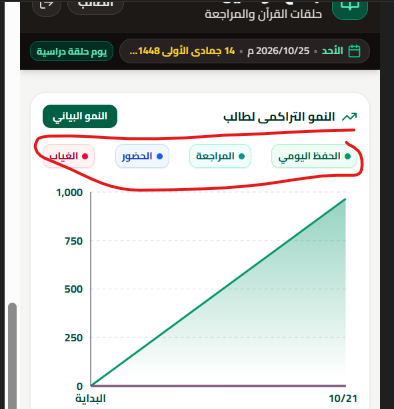 الطالب
حلقات القرآن والمراجعة
الأحد • 2026/10/25 م • 14 جمادى الأولى 1448...
يوم حلقة دراسية
النمو التراكمي لطالب
النمو البياني
الحفظ اليومي
المراجعة
الحضور
الغياب
1,000
750
500
250
0
البداية
10/21